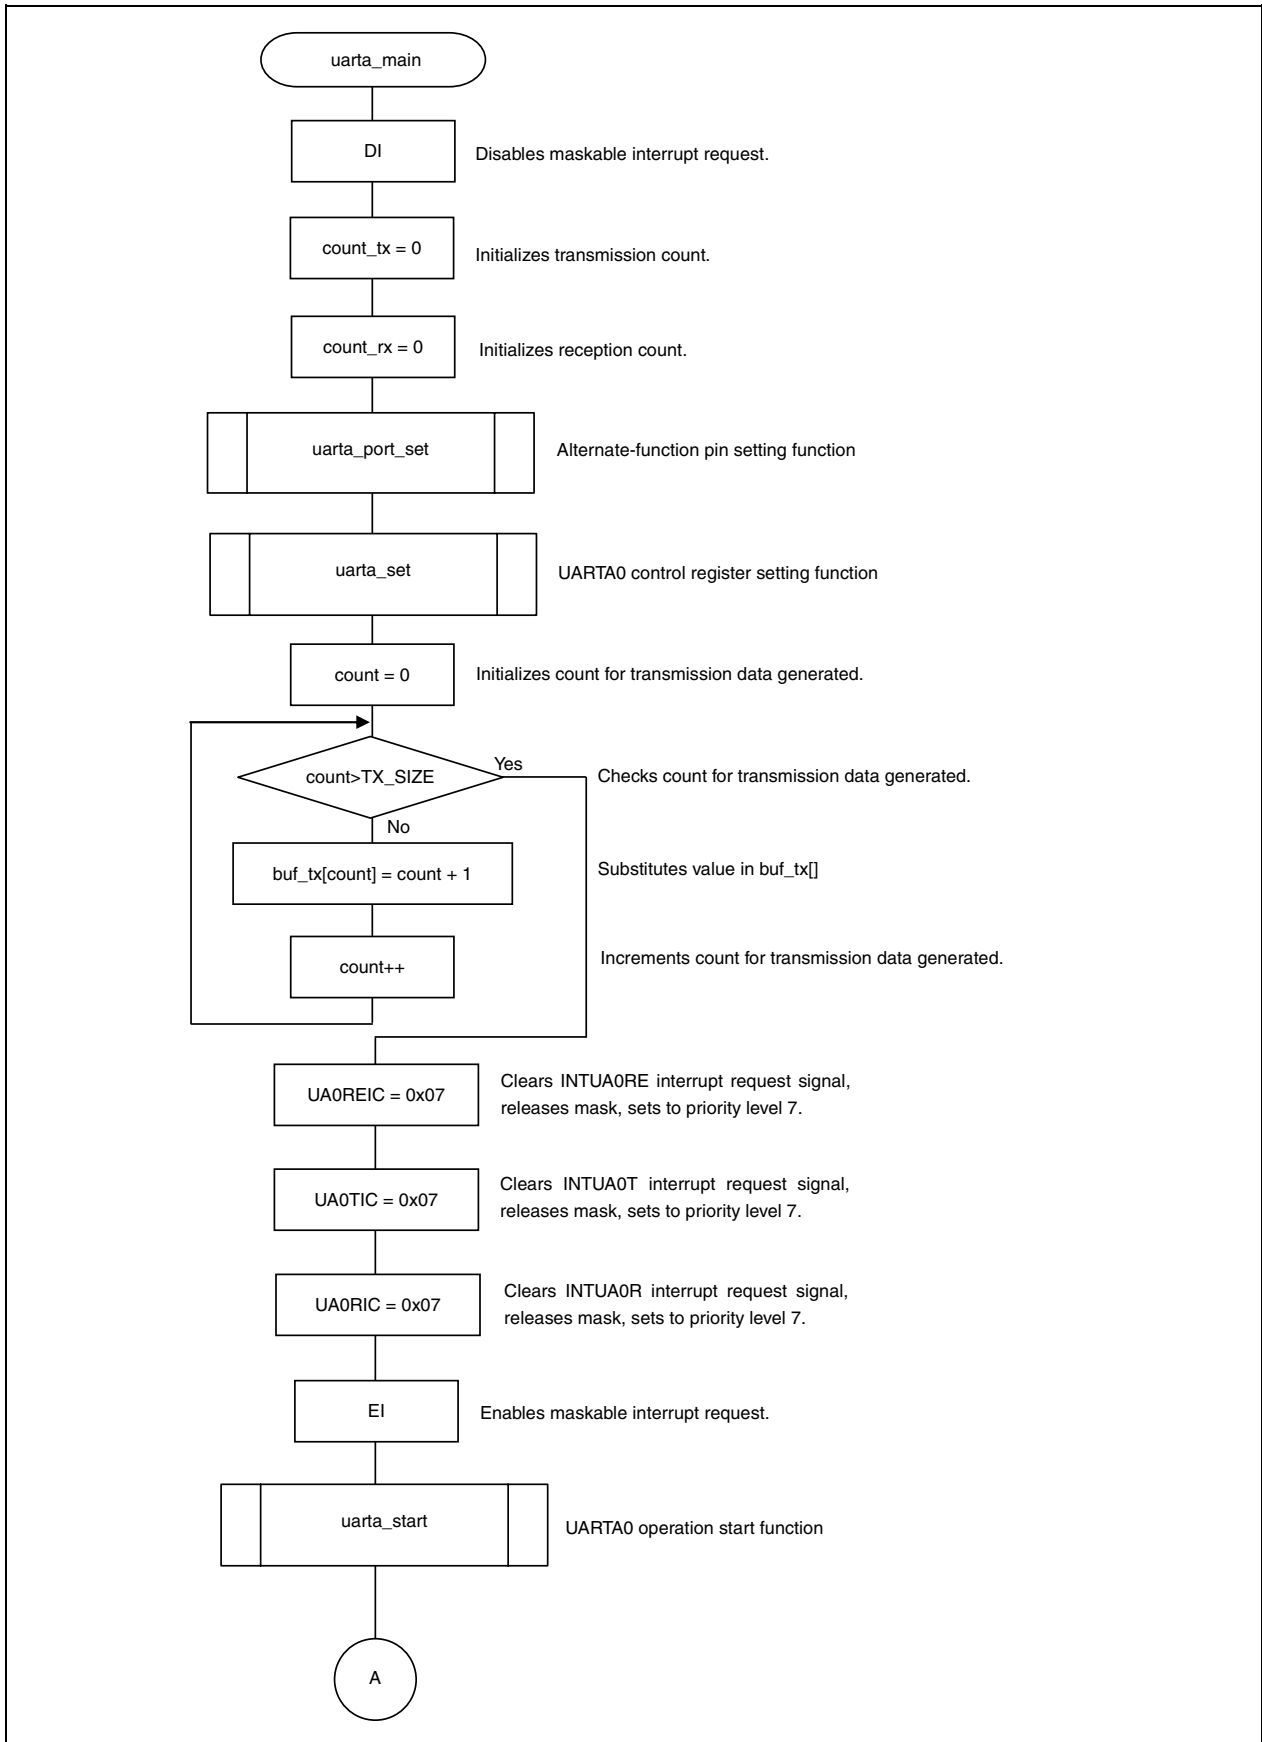 uarta_main
DI
Disables maskable interrupt request.
count_tx = 0
Initializes transmission count.
count_rx = 0
Initializes reception count.
uarta_port_set
Alternate-function pin setting function
uarta_set
UARTA0 control register setting function
count = 0
Initializes count for transmission data generated.
count>TX_SIZE
Yes
Checks count for transmission data generated.
No
buf_tx[count] = count + 1
Substitutes value in buf_tx[]
count++
Increments count for transmission data generated.
UA0REIC = 0x07
Clears INTUA0RE interrupt request signal,
releases mask, sets to priority level 7.
UA0TIC = 0x07
Clears INTUA0T interrupt request signal,
releases mask, sets to priority level 7.
UA0RIC = 0x07
Clears INTUA0R interrupt request signal,
releases mask, sets to priority level 7.
EI
Enables maskable interrupt request.
uarta_start
UARTA0 operation start function
A